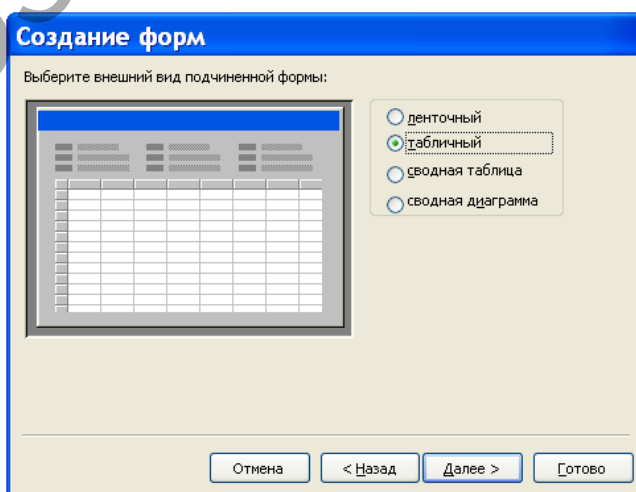 Создание форм
Выберите внешний вид подчиненной формы:
ленточный
табличный
сводная таблица
сводная диаграмма
Отмена
< Назад
Далее >
Готово